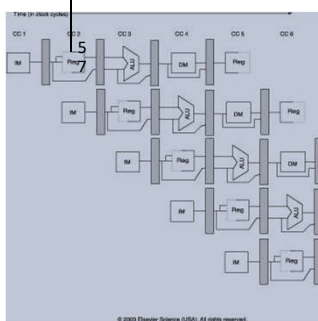 Time (in clock cycles)
CC 1 CC 2 CC 3 CC 4 CC 5 CC 6
5
7
IM Reg ALU DM Reg
IM Reg ALU DM Reg
IM Reg ALU DM
IM Reg ALU
IM Reg
© 2003 Elsevier Science (USA). All rights reserved.